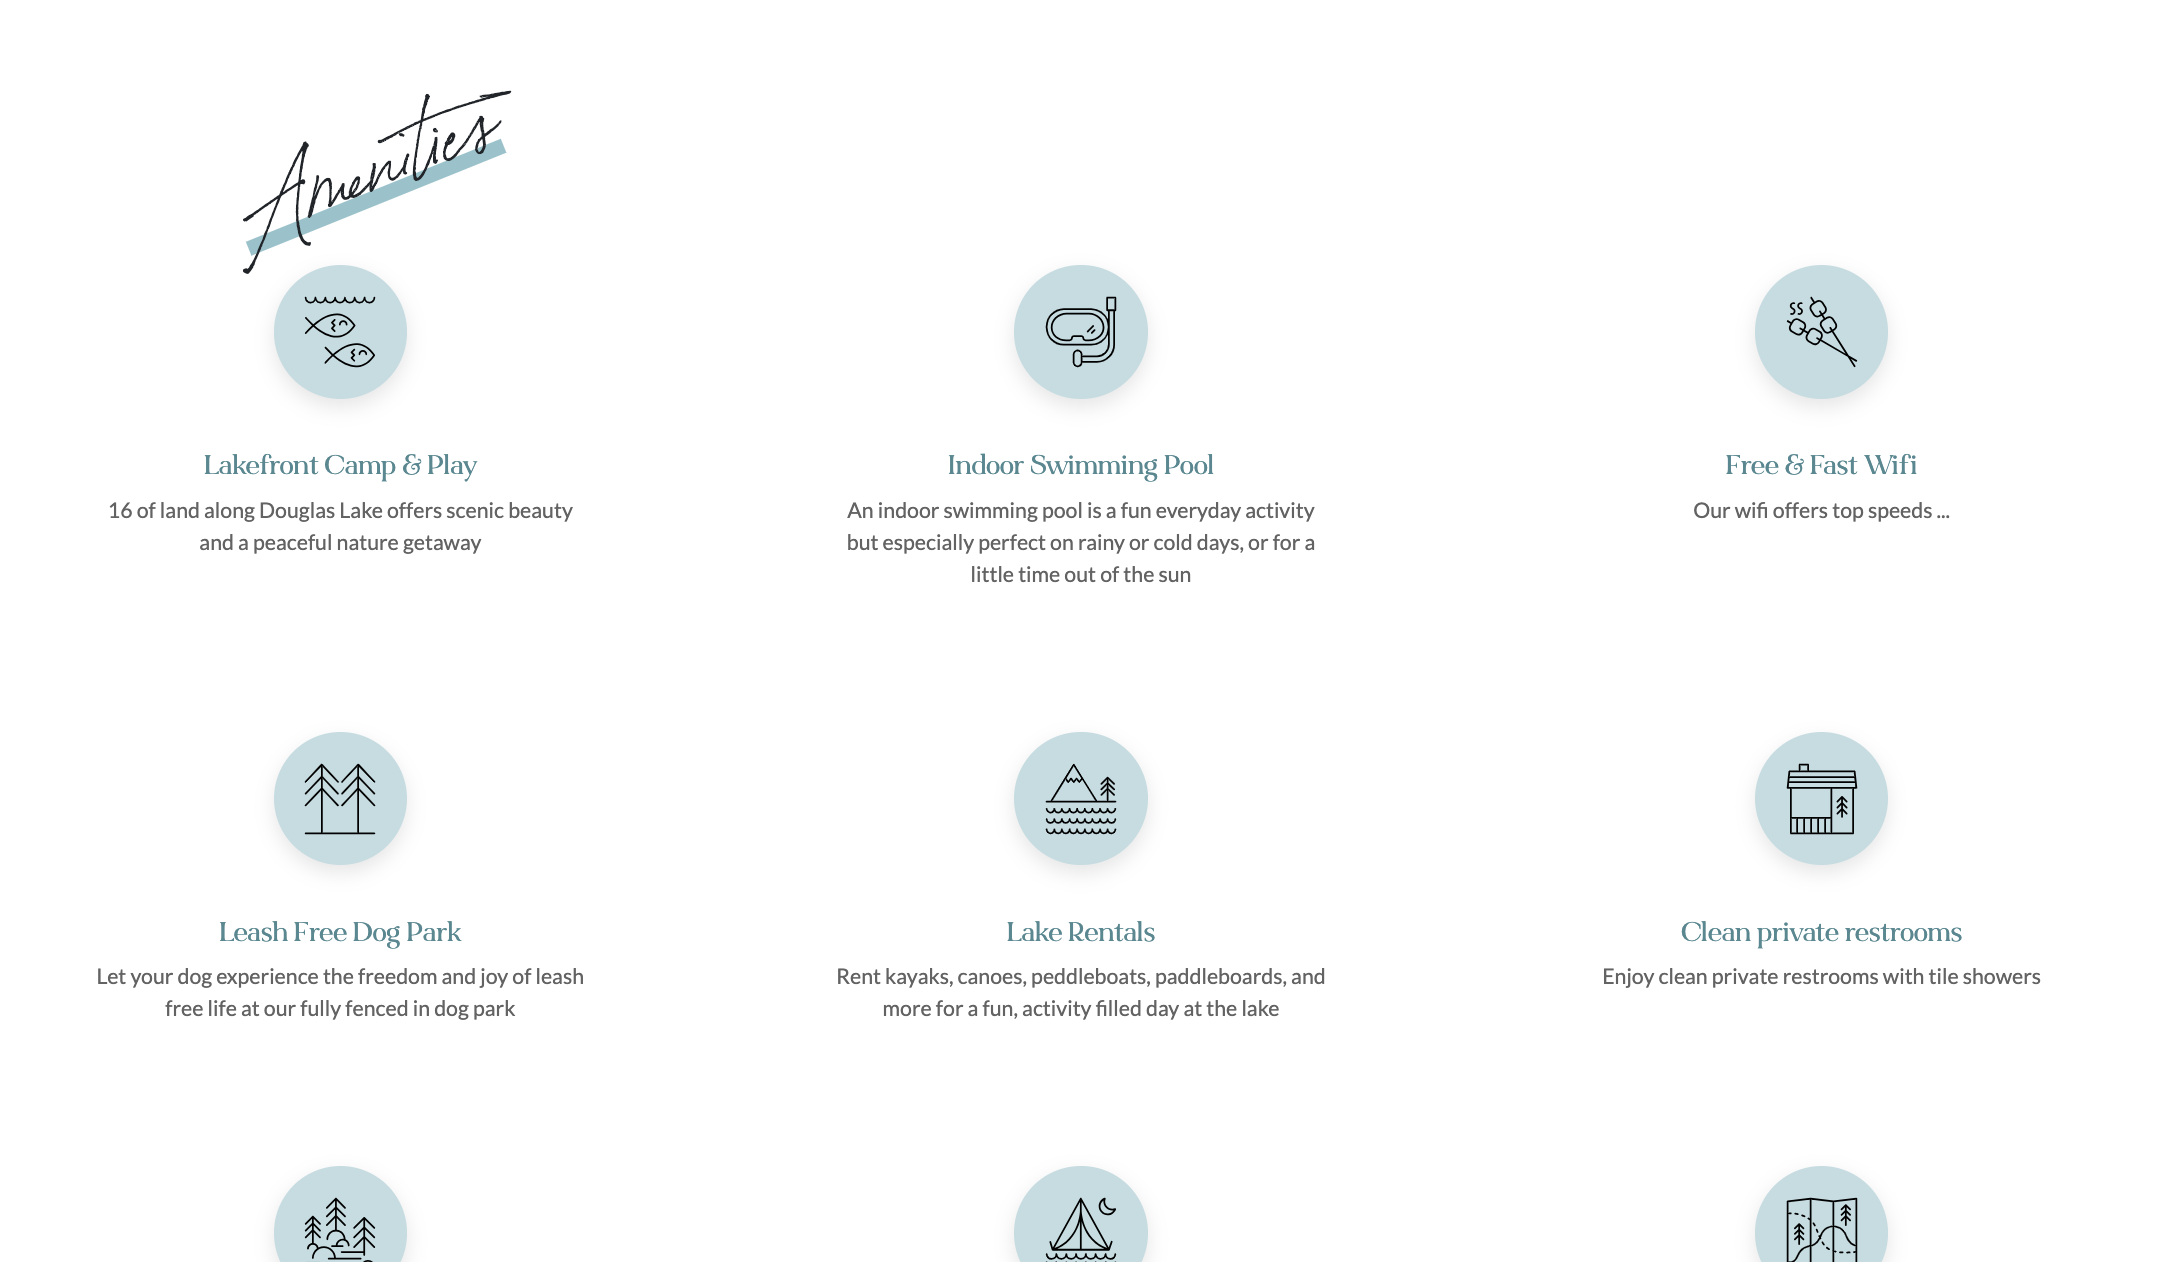 Amenities
Lakefront Camp & Play
16 of land along Douglas Lake offers scenic beauty
and a peaceful nature getaway
Indoor Swimming Pool
An indoor swimming pool is a fun everyday activity
but especially perfect on rainy or cold days, or for a
little time out of the sun
Free & Fast Wifi
Our wifi offers top speeds ...
Leash Free Dog Park
Let your dog experience the freedom and joy of leash
free life at our fully fenced in dog park
Lake Rentals
Rent kayaks, canoes, peddleboats, paddleboards, and
more for a fun, activity filled day at the lake
Clean private restrooms
Enjoy clean private restrooms with tile showers